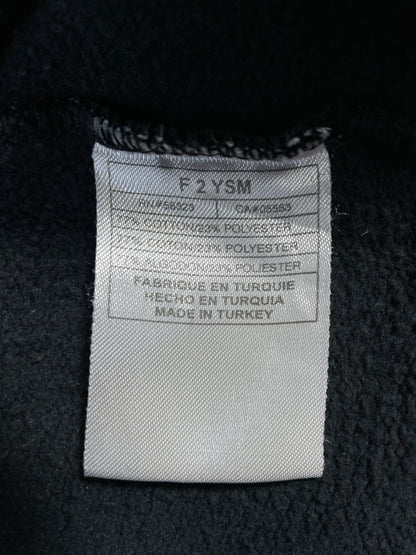 F 2 YSM
RN#56323 CA#05553
77% COTTON/23% POLYESTER
77% COTON/23% POLYESTER
77% ALGODON/23% POLIESTER
FABRIQUE EN TURQUIE
HECHO EN TURQUIA
MADE IN TURKEY